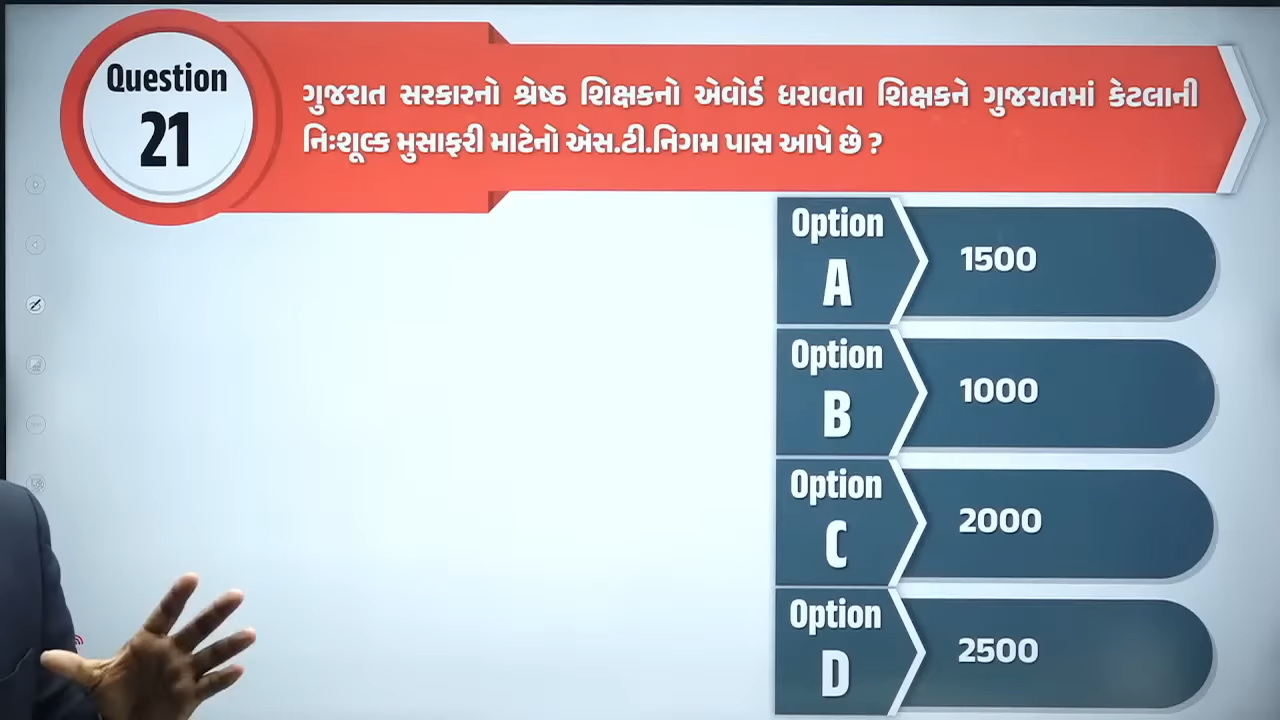 Question
21
ગુજરાત સરકારનો શ્રેષ્ઠ શિક્ષકનો એવોર્ડ ધરાવતા શિક્ષકને ગુજરાતમાં કેટલાની
નિઃશૂલ્ક મુસાફરી માટેનો એસ.ટી.નિગમ પાસ આપે છે ?
Option
A
1500
Option
B
1000
Option
C
2000
Option
D
2500